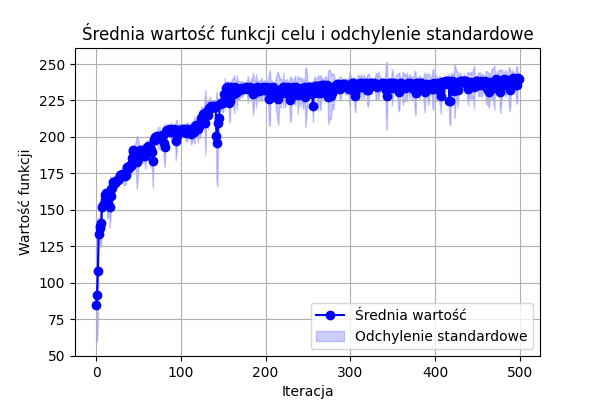 Średnia wartość funkcji celu i odchylenie standardowe
Wartość funkcji
250
225
200
175
150
125
100
75
50
0 100 200 300 400 500
Iteracja
Średnia wartość
Odchylenie standardowe